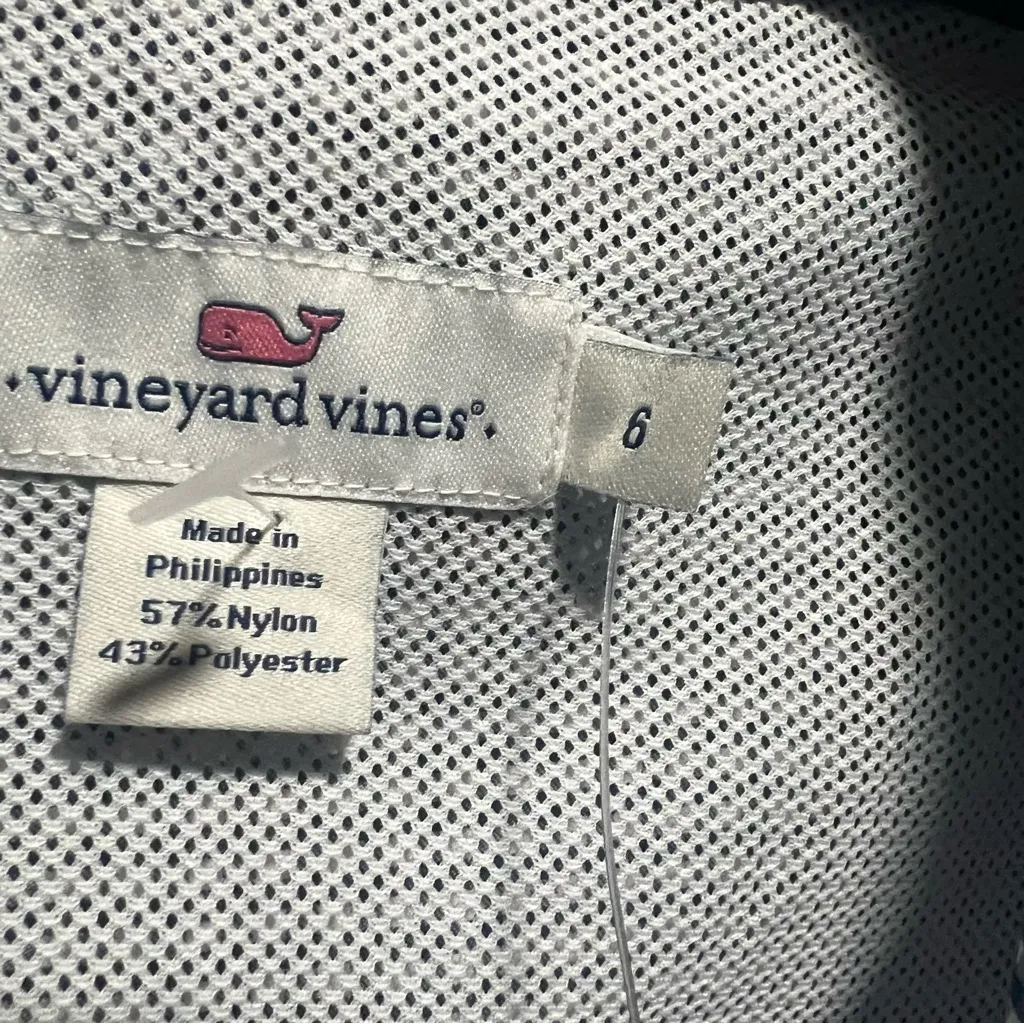 vineyard vines®
6
Made in
Philippines
57% Nylon
43% Polyester